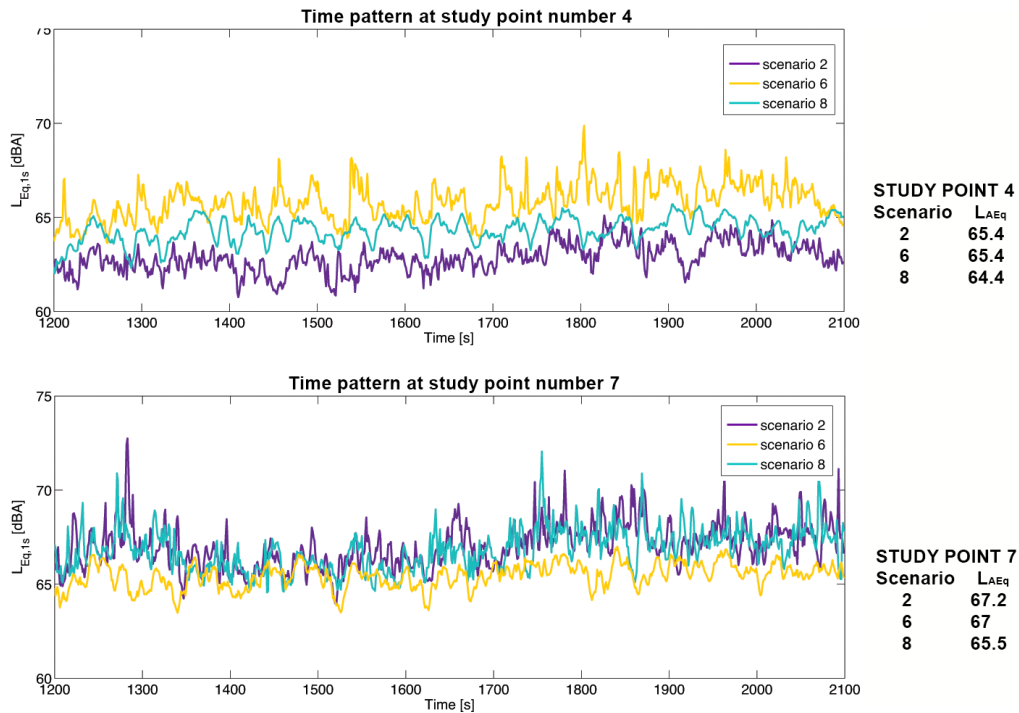 Time pattern at study point number 4
75
70
65
60
L_Eq,1s [dBA]
scenario 2
scenario 6
scenario 8
1200 1300 1400 1500 1600 1700 1800 1900 2000 2100
Time [s]
STUDY POINT 4
Scenario LAEq
2 65.4
6 65.4
8 64.4
Time pattern at study point number 7
75
70
65
60
L_Eq,1s [dBA]
scenario 2
scenario 6
scenario 8
1200 1300 1400 1500 1600 1700 1800 1900 2000 2100
Time [s]
STUDY POINT 7
Scenario LAEq
2 67.2
6 67
8 65.5